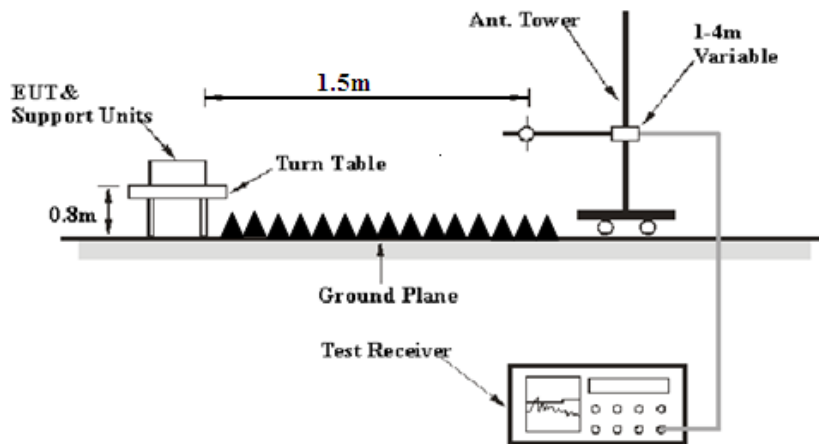 Ant. Tower
1-4m
Variable
1.5m
EUT&
Support Units
Turn Table
0.8m
Ground Plane
Test Receiver